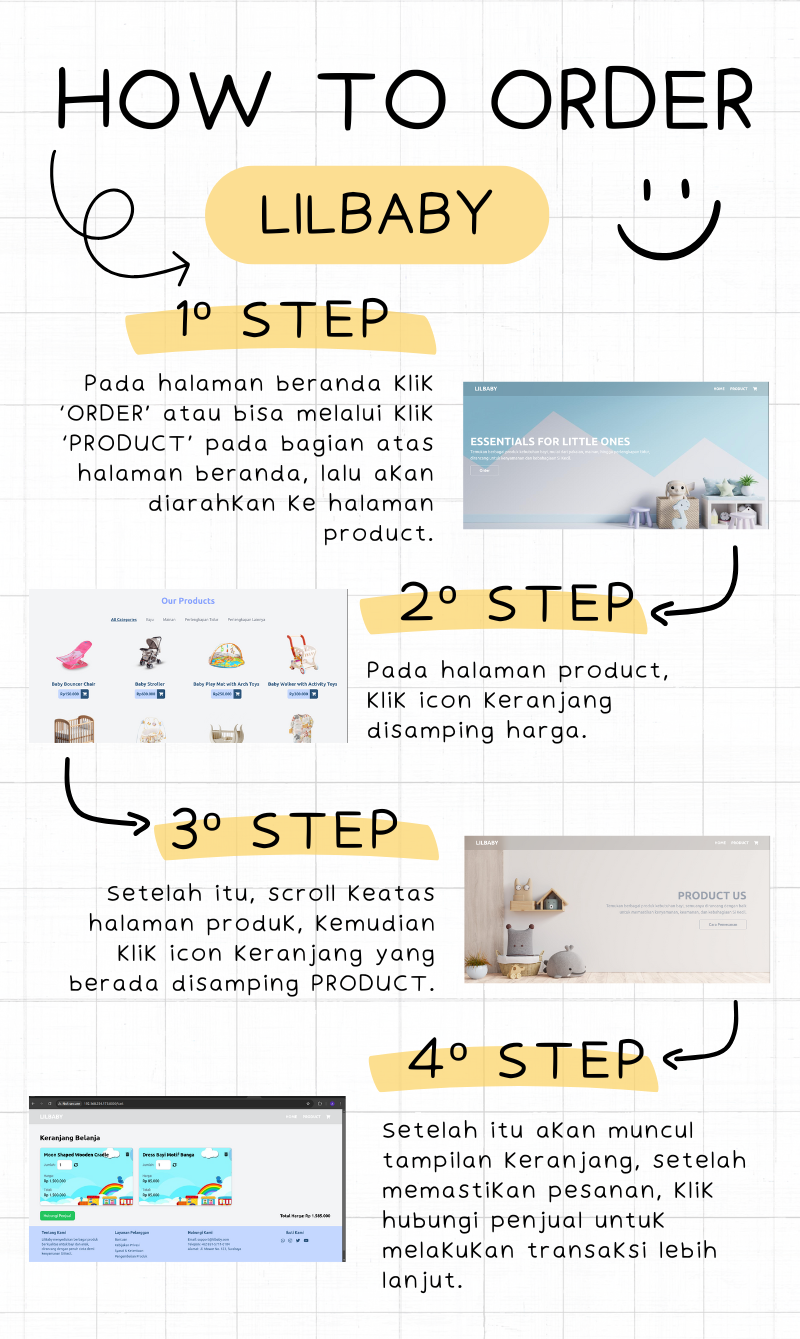 HOW TO ORDER
LILBABY
1º STEP
Pada halaman beranda Klik
'ORDER' atau bisa melalui Klik
'PRODUCT' pada bagian atas
halaman beranda, lalu akan
diarahkan Ke halaman
product.
LILBABY HOME PRODUCT
ESSENTIALS FOR LITTLE ONES
Order
2º STEP
Pada halaman product,
Klik icon Keranjang
disamping harga.
Our Products
All Categories Bayi Mainan Perlengkapan Tidur Perlengkapan Lainnya
Baby Bouncer Chair Baby Stroller Baby Play Mat with Arch Toys Baby Walker with Activity Toys
Rp150.000 Rp250.000
3º STEP
Setelah itu, scroll Keatas
halaman produk, Kemudian
Klik icon Keranjang yang
berada disamping PRODUCT.
LILBABY HOME PRODUCT
PRODUCT US
Cara Pemesanan
4º STEP
Setelah itu akan muncul
tampilan Keranjang, setelah
memastikan pesanan, Klik
hubungi penjual untuk
melakukan transaksi lebih
lanjut.
LILBABY HOME PRODUCT
Keranjang Belanja
Moon Shaped Wooden Cradle Dress Bayi Motif Bunga
Jumlah: 1 Jumlah: 1
Harga: Harga:
Rp 1.500.000 Rp 85.000
Total: Total:
Rp 1.500.000 Rp 85.000
Hubungi Penjual Total Harga: Rp 1.585.000
Tentang Kami Layanan Pelanggan Hubungi Kami Ikuti Kami